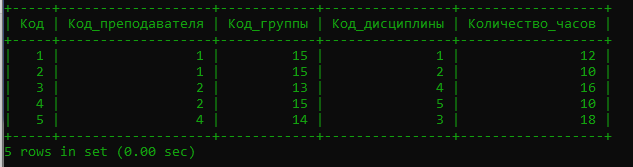 +-----+-------------------+------------+----------------+------------------+
| Код | Код_преподавателя | Код_группы | Код_дисциплины | Количество_часов |
+-----+-------------------+------------+----------------+------------------+
|   1 |                 1 |         15 |              1 |               12 |
|   2 |                 1 |         15 |              2 |               10 |
|   3 |                 2 |         13 |              4 |               16 |
|   4 |                 2 |         15 |              5 |               10 |
|   5 |                 4 |         14 |              3 |               18 |
+-----+-------------------+------------+----------------+------------------+
5 rows in set (0.00 sec)